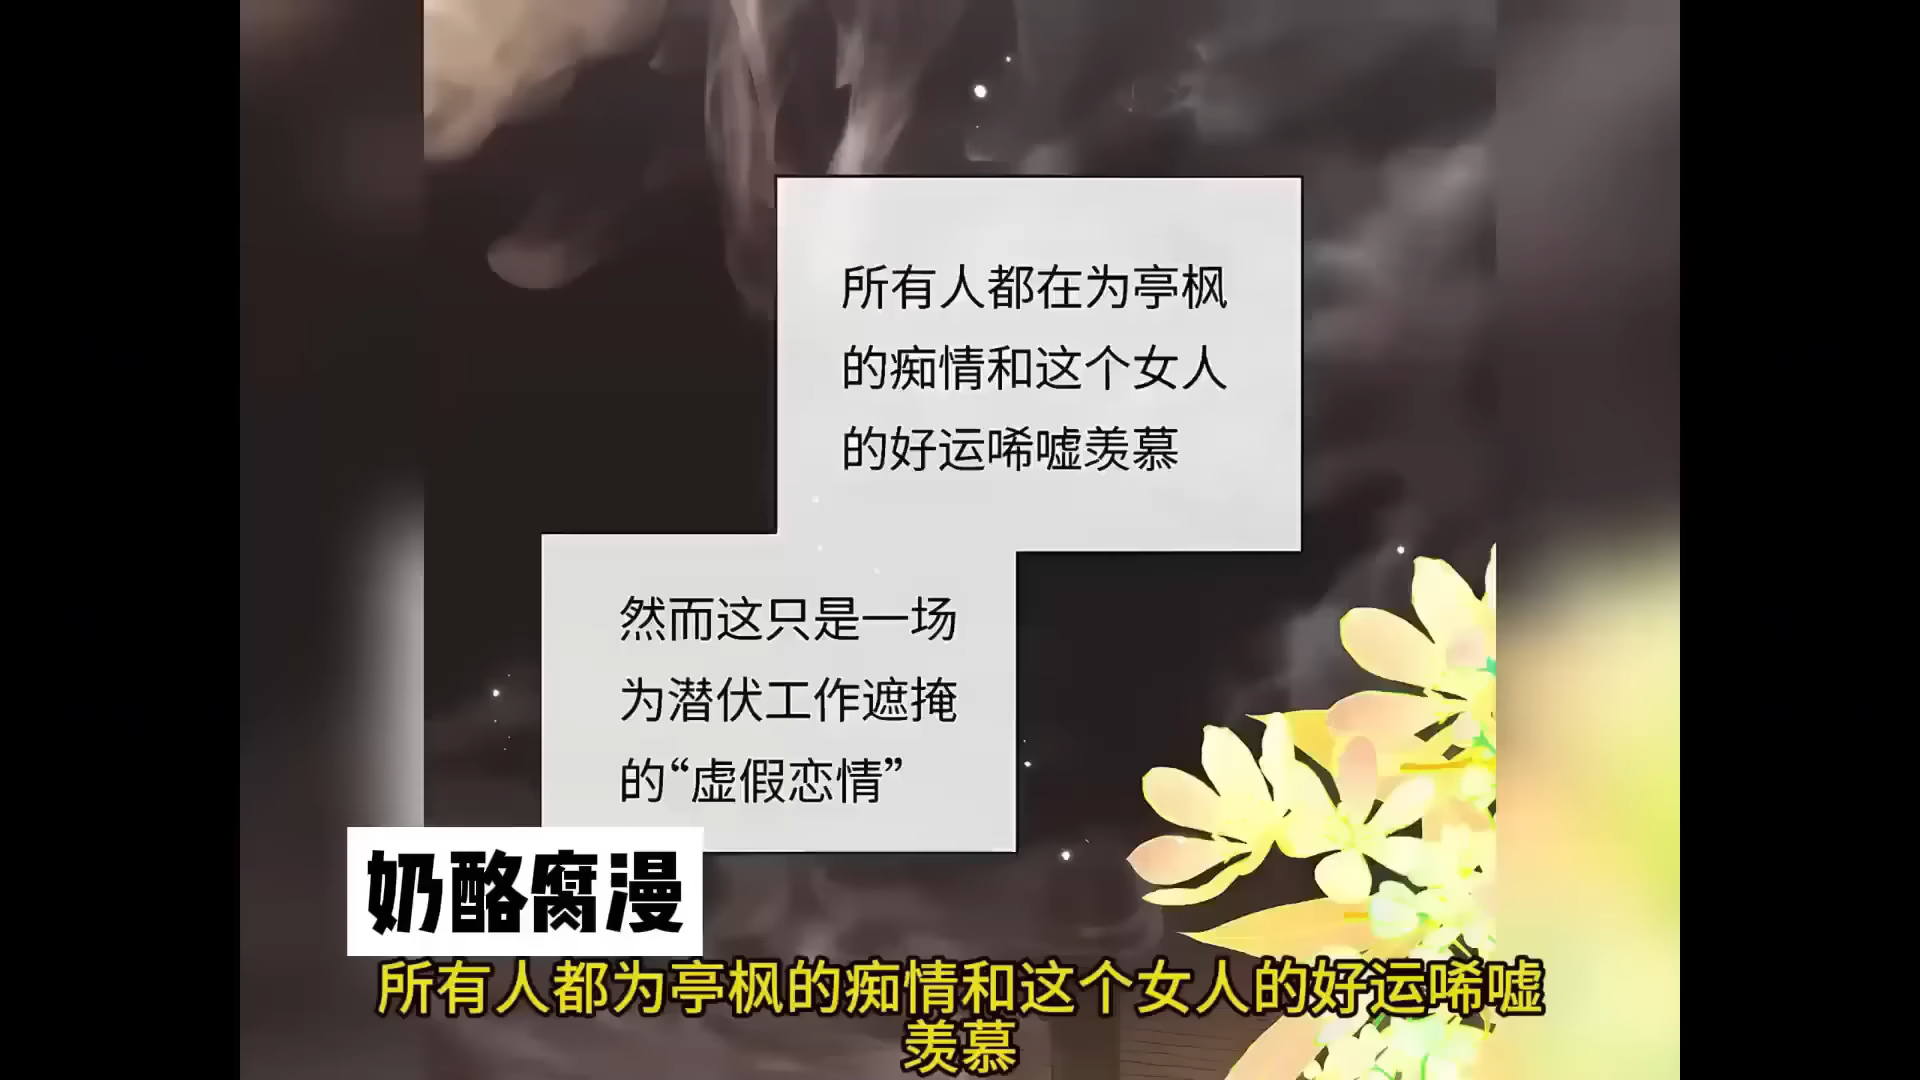 所有人都在为亭枫
的痴情和这个女人
的好运唏嘘羡慕
然而这只是一场
为潜伏工作遮掩
的“虚假恋情”
奶酪腐漫
所有人都为亭枫的痴情和这个女人的好运唏嘘
羡慕